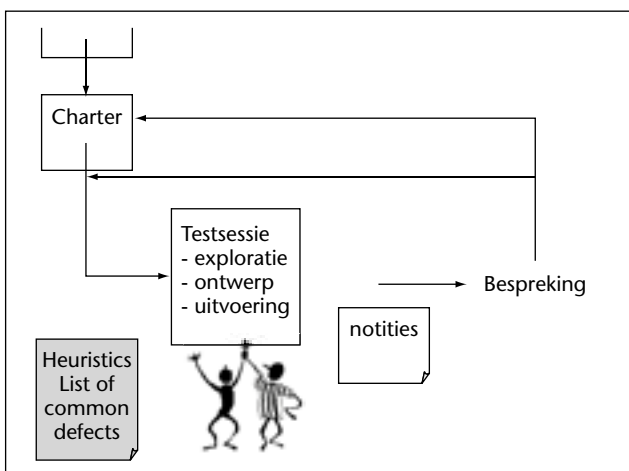 Charter
Testsessie
- exploratie
- ontwerp
- uitvoering
Bespreking
notities
Heuristics
List of
common
defects